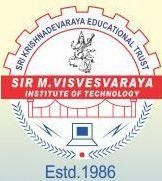 SRI KRISHNADEVARAYA EDUCATIONAL TRUST
SIR M.VISVESVARAYA
INSTITUTE OF TECHNOLOGY
Estd.1986